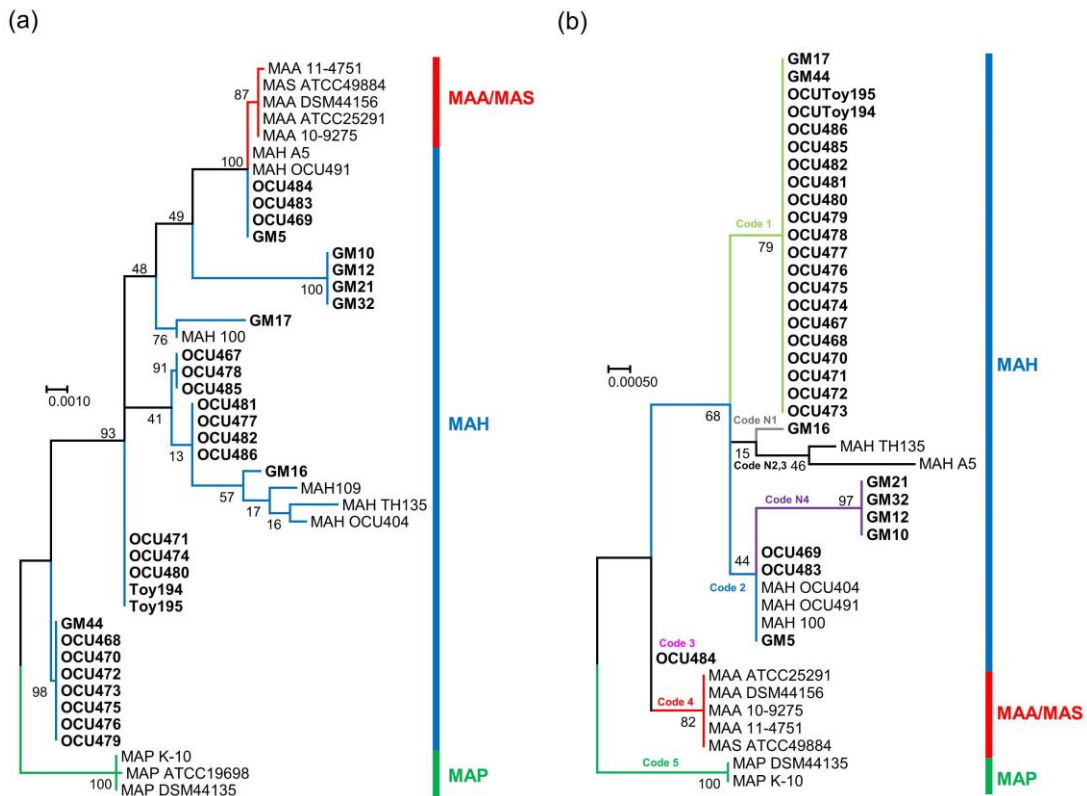 (a)
MAA 11-4751
MAS ATCC49884
87
MAA DSM44156
MAA ATCC25291
MAA 10-9275
MAA/MAS
MAH A5
100
MAH OCU491
OCU484
OCU483
OCU469
GM5
49
GM10
GM12
GM21
100
GM32
48
GM17
76
MAH 100
OCU467
91
OCU478
OCU485
0.0010
OCU481
41
OCU477
OCU482
13
OCU486
MAH
93
GM16
57
MAH109
17
MAH TH135
16
MAH OCU404
OCU471
OCU474
OCU480
Toy194
Toy195
GM44
OCU468
OCU470
OCU472
98
OCU473
OCU475
OCU476
OCU479
MAP K-10
MAP ATCC19698
100
MAP DSM44135
MAP
(b)
GM17
GM44
OCUToy195
OCUToy194
OCU486
OCU485
OCU482
OCU481
OCU480
OCU479
Code 1
OCU478
79
OCU477
OCU476
OCU475
OCU474
OCU467
OCU468
OCU470
OCU471
OCU472
OCU473
MAH
0.00050
68
Code N1
GM16
15
MAH TH135
Code N2,3
46
MAH A5
GM21
Code N4
97
GM32
GM12
GM10
44
OCU469
OCU483
Code 2
MAH OCU404
MAH OCU491
MAH 100
GM5
Code 3
OCU484
MAA ATCC25291
MAA DSM44156
Code 4
MAA 10-9275
82
MAA 11-4751
MAS ATCC49884
MAA/MAS
Code 5
MAP DSM44135
100
MAP K-10
MAP